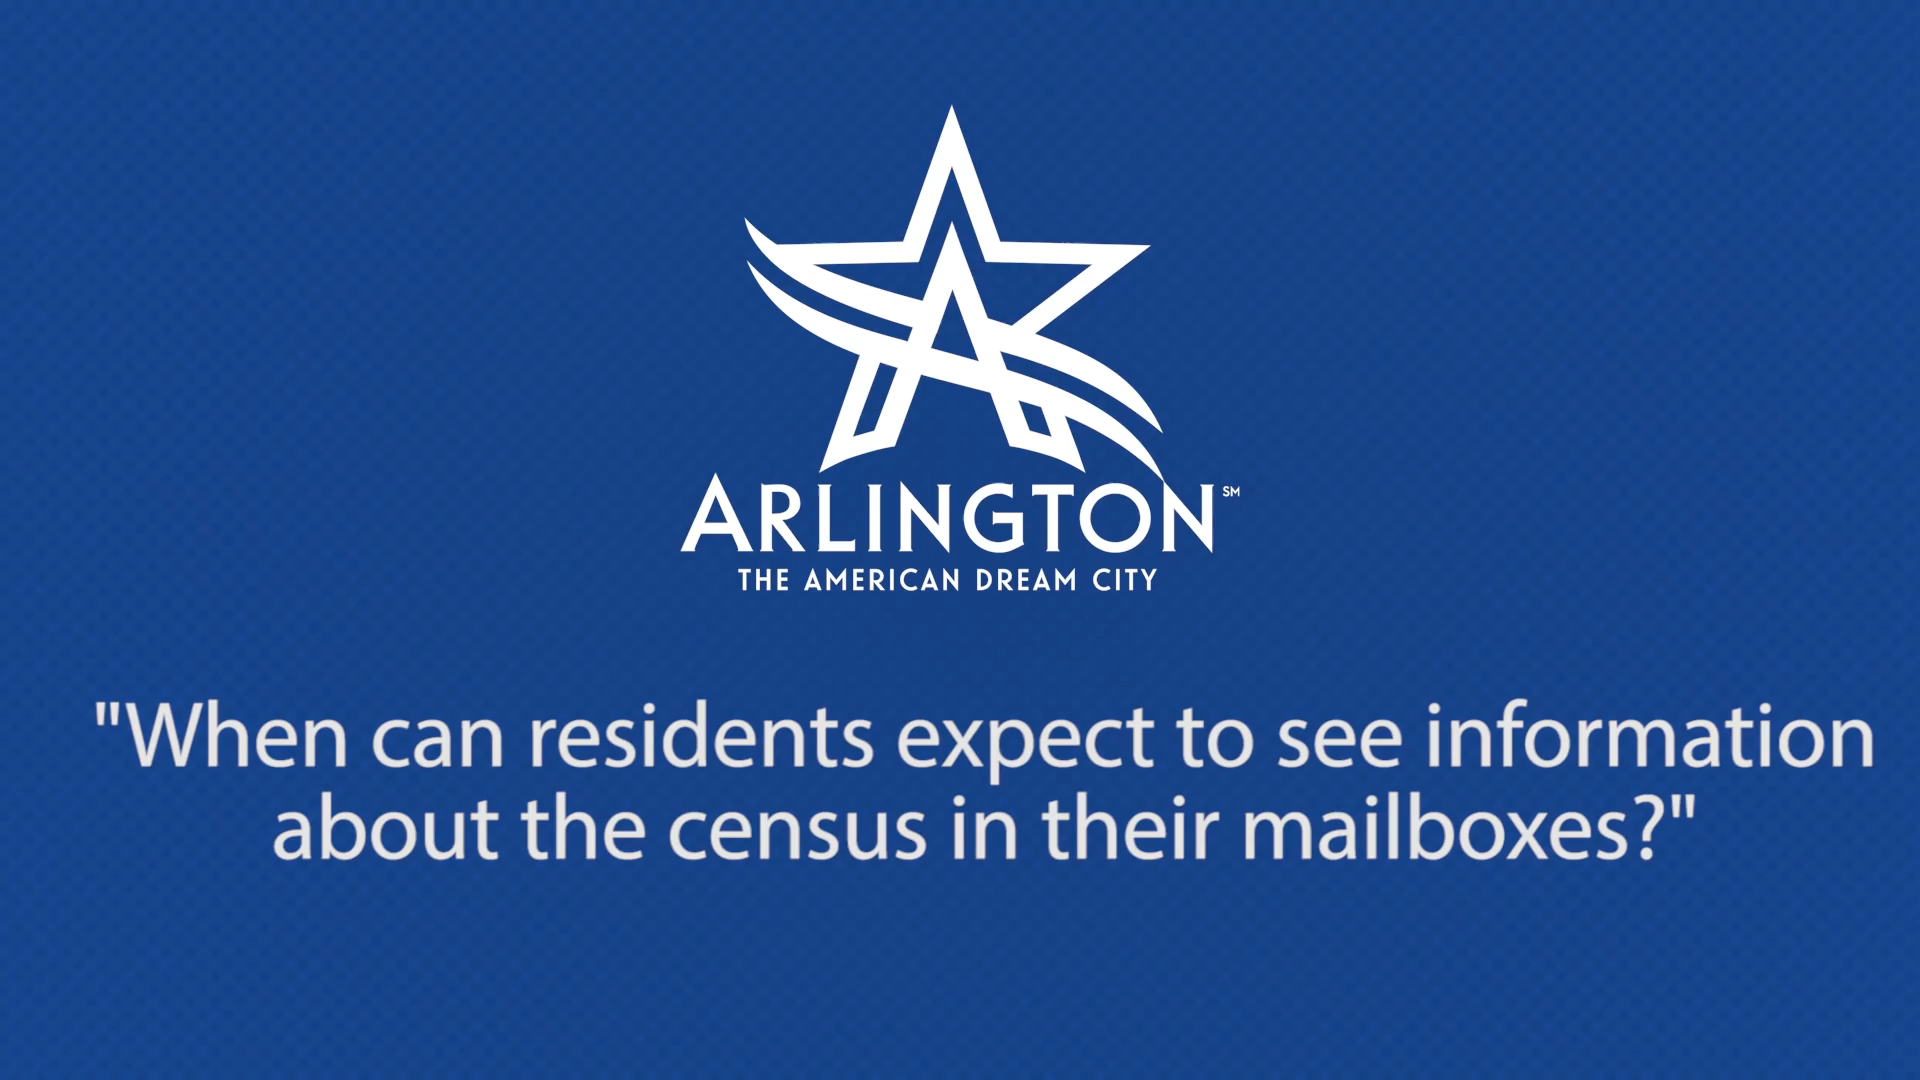 ARLINGTON SM
THE AMERICAN DREAM CITY
"When can residents expect to see information
about the census in their mailboxes?"